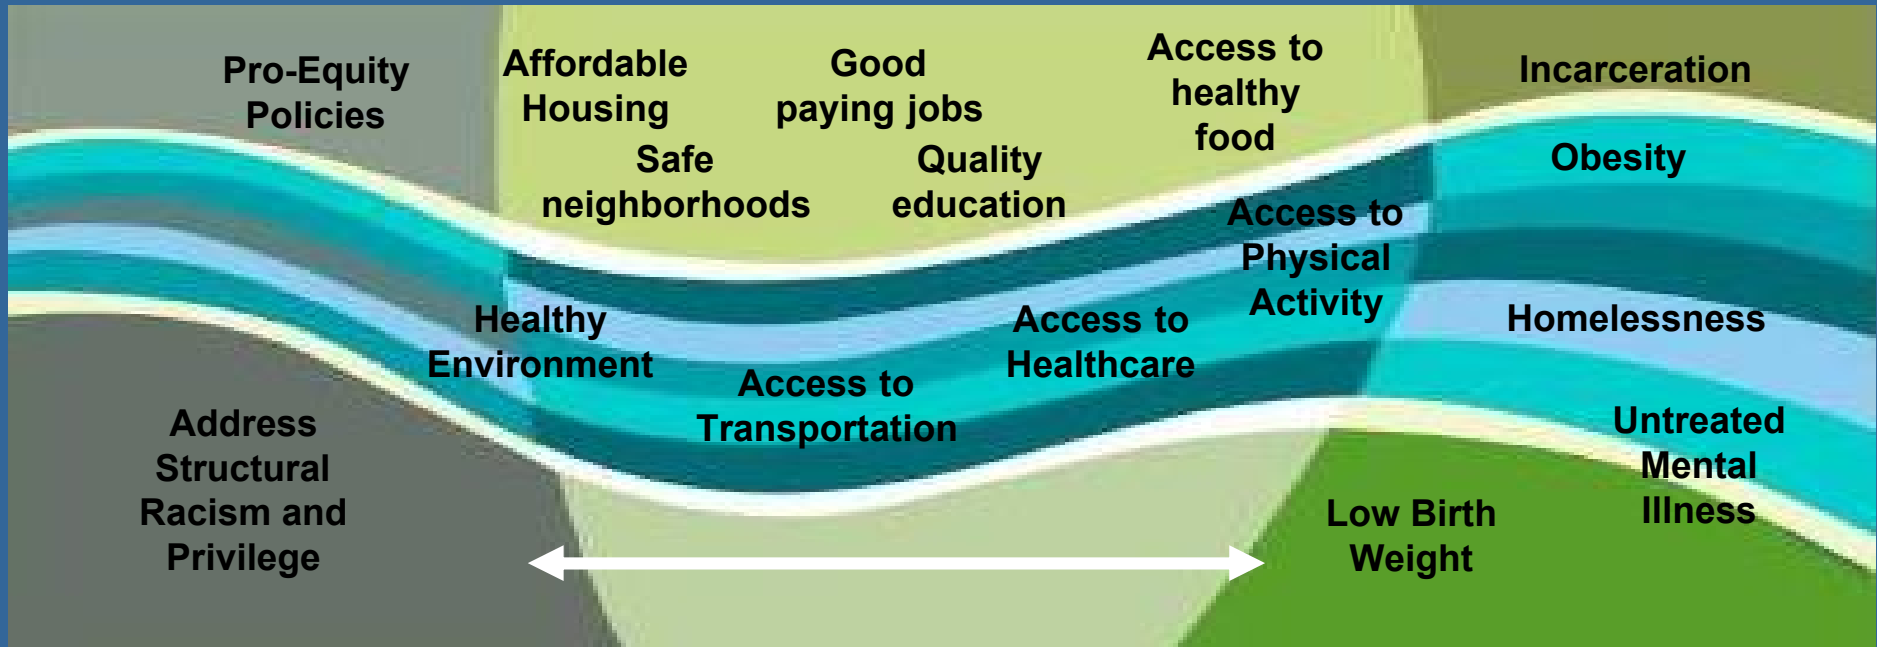 Pro-Equity
Policies
Affordable
Housing
Good
paying jobs
Access to
healthy
food
Incarceration
Safe
neighborhoods
Quality
education
Obesity
Access to
Physical
Activity
Healthy
Environment
Access to
Transportation
Access to
Healthcare
Homelessness
Address
Structural
Racism and
Privilege
Low Birth
Weight
Untreated
Mental
Illness